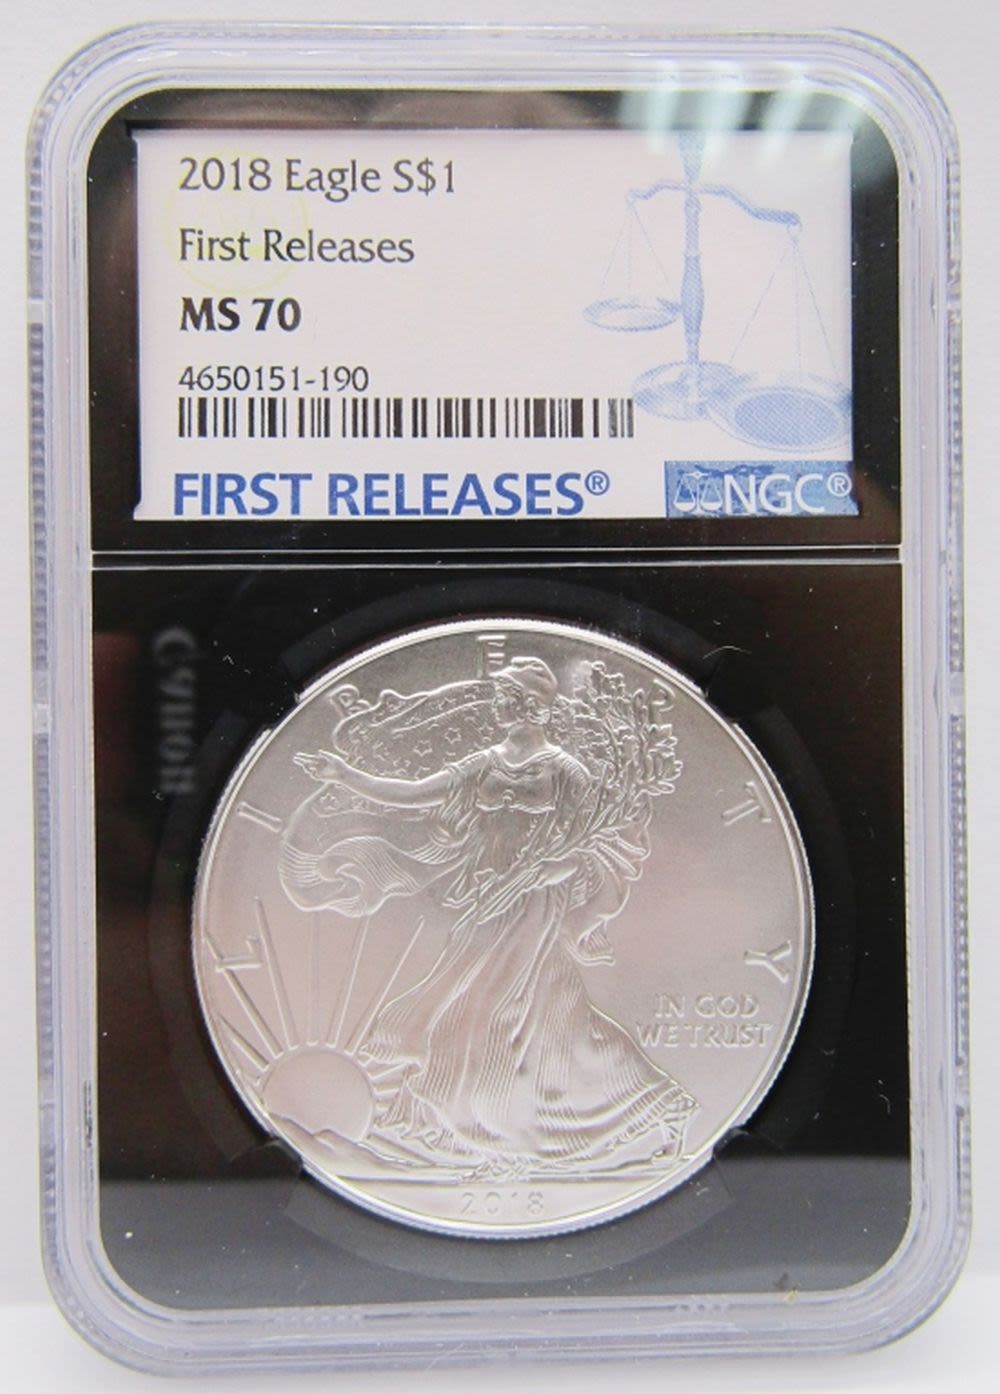 2018 Eagle S$1
First Releases
MS 70
4650151-190
FIRST RELEASES®
NGC®
LIBERTY
IN GOD
WE TRUST
2018